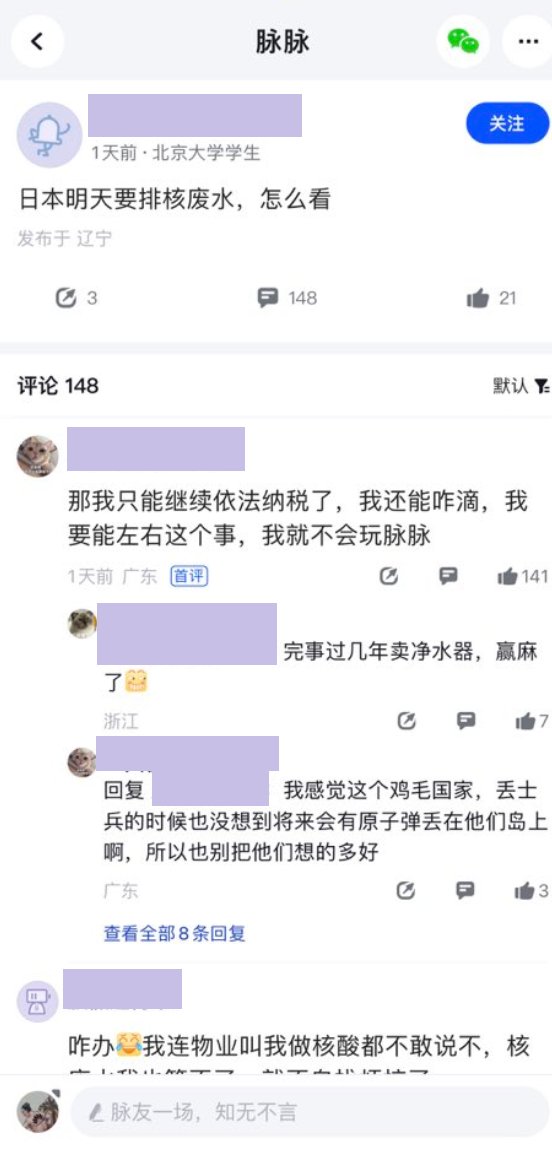 脉脉
关注
1天前 · 北京大学学生
日本明天要排核废水，怎么看
发布于 辽宁
3
148
21
评论 148
默认
那我只能继续依法纳税了，我还能咋滴，我
要能左右这个事，我就不会玩脉脉
1天前 广东 首评
141
完事过几年卖净水器，赢麻
了
浙江
7
回复
我感觉这个鸡毛国家，丢士
兵的时候也没想到将来会有原子弹丢在他们岛上
啊，所以也别把他们想的多好
广东
3
查看全部8条回复
咋办😂我连物业叫我做核酸都不敢说不，核
脉友一场，知无不言